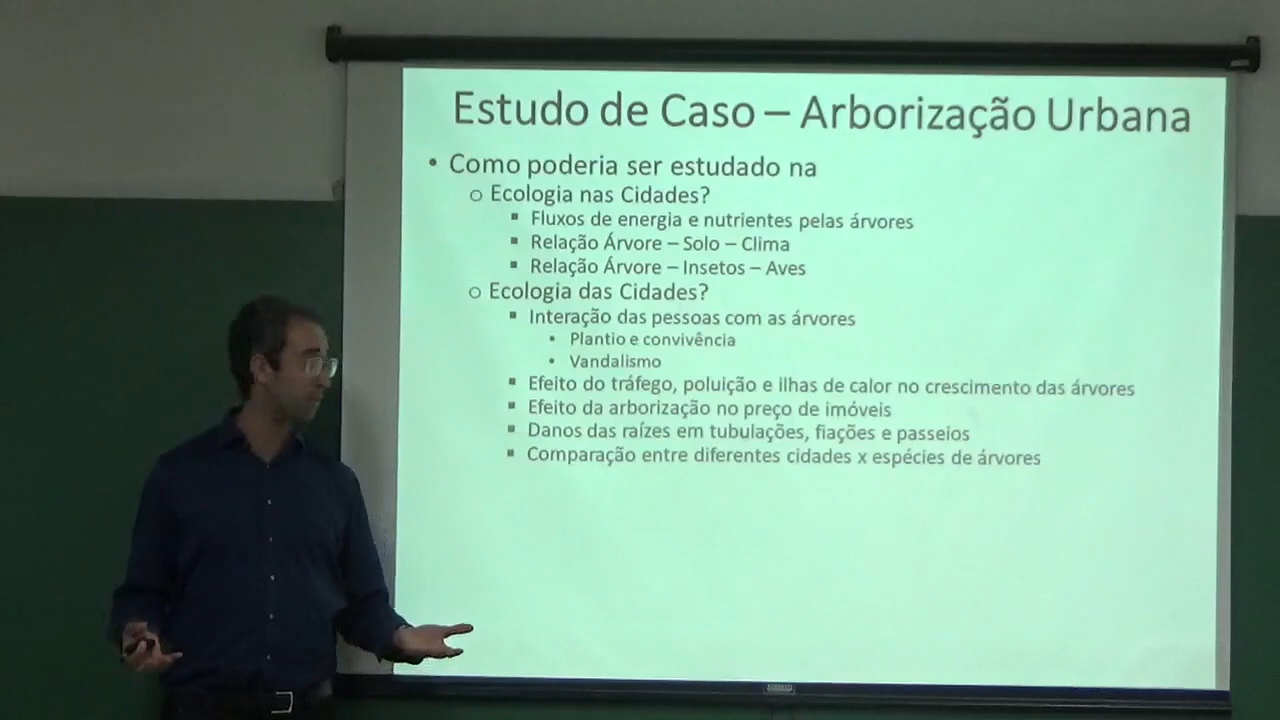 Estudo de Caso – Arborização Urbana
• Como poderia ser estudado na
o Ecologia nas Cidades?
▪ Fluxos de energia e nutrientes pelas árvores
▪ Relação Árvore – Solo – Clima
▪ Relação Árvore – Insetos – Aves
o Ecologia das Cidades?
▪ Interação das pessoas com as árvores
• Plantio e convivência
• Vandalismo
▪ Efeito do tráfego, poluição e ilhas de calor no crescimento das árvores
▪ Efeito da arborização no preço de imóveis
▪ Danos das raízes em tubulações, fiações e passeios
▪ Comparação entre diferentes cidades x espécies de árvores